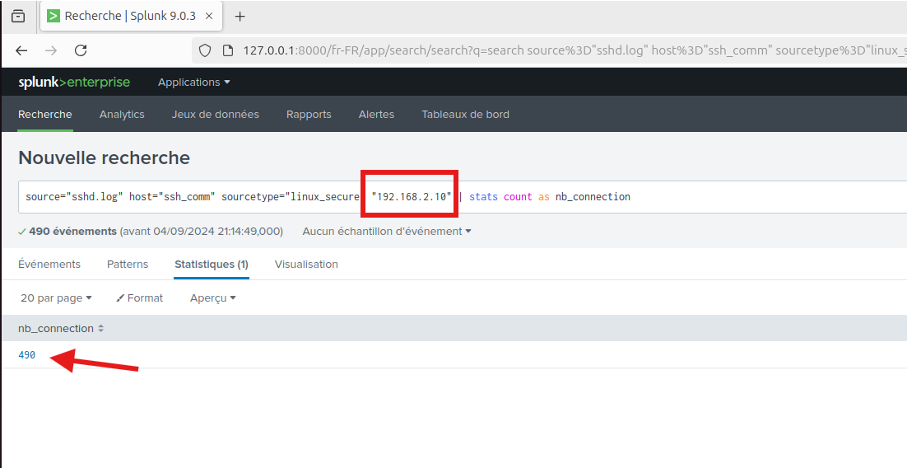 Recherche | Splunk 9.0.3
127.0.0.1:8000/fr-FR/app/search/search?q=search source%3D"sshd.log" host%3D"ssh_comm" sourcetype%3D"linux_s
splunk>enterprise Applications
Recherche Analytics Jeux de données Rapports Alertes Tableaux de bord
Nouvelle recherche
source="sshd.log" host="ssh_comm" sourcetype="linux_secure "192.168.2.10" | stats count as nb_connection
490 événements (avant 04/09/2024 21:14:49,000) Aucun échantillon d'événement
Événements Patterns Statistiques (1) Visualisation
20 par page Format Aperçu
nb_connection
490